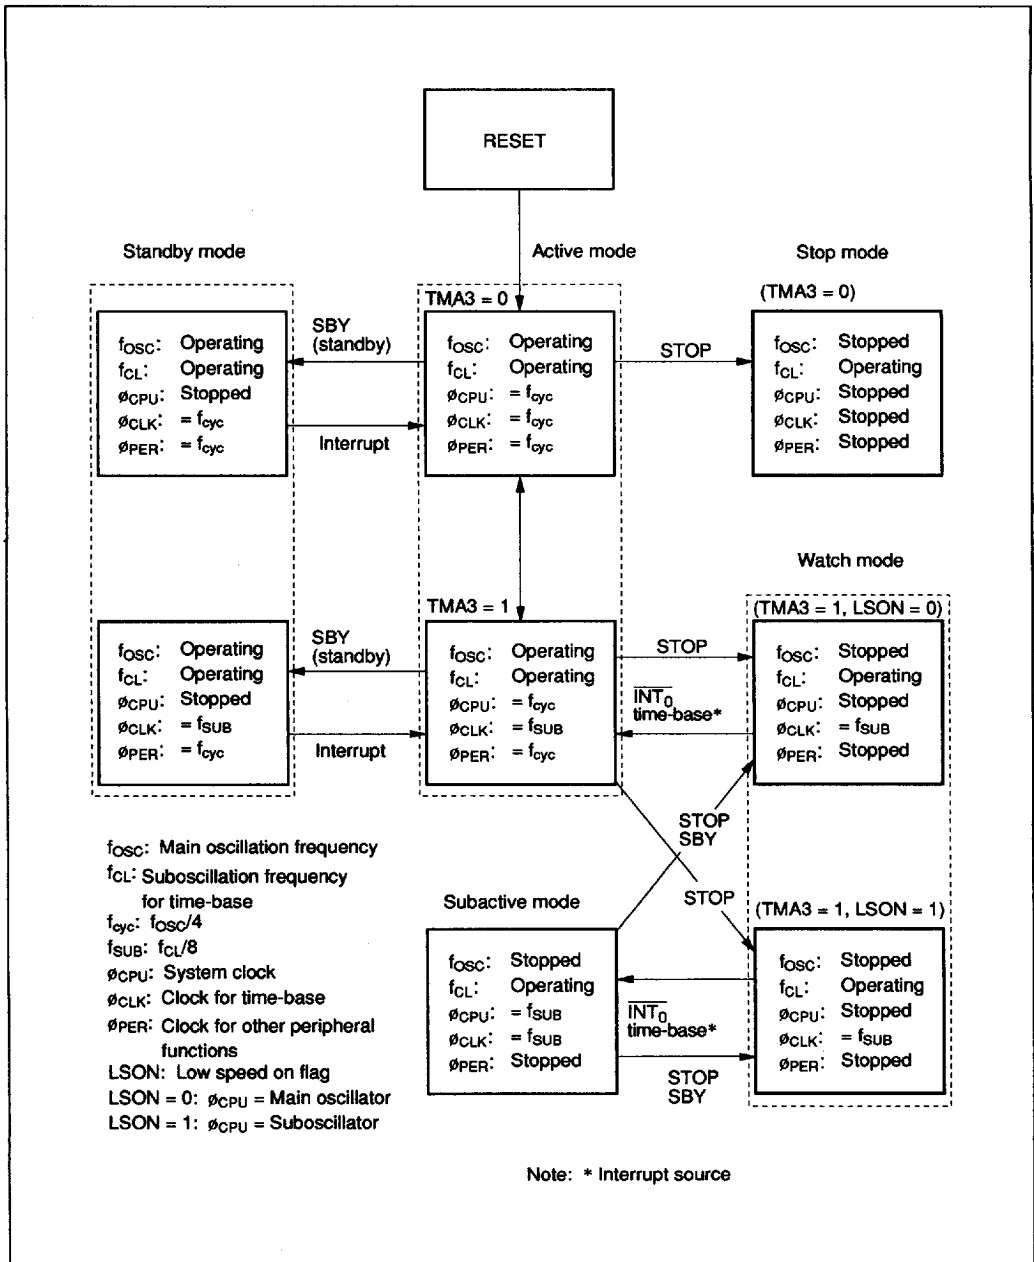 RESET
Standby mode
Active mode
Stop mode
TMA3 = 0
(TMA3 = 0)
fOSC: Operating
fCL: Operating
øCPU: Stopped
øCLK: = fcyc
øPER: = fcyc
SBY
(standby)
Interrupt
fOSC: Operating
fCL: Operating
øCPU: = fcyc
øCLK: = fcyc
øPER: = fcyc
STOP
fOSC: Stopped
fCL: Operating
øCPU: Stopped
øCLK: Stopped
øPER: Stopped
Watch mode
TMA3 = 1
(TMA3 = 1, LSON = 0)
fOSC: Operating
fCL: Operating
øCPU: Stopped
øCLK: = fSUB
øPER: = fcyc
SBY
(standby)
Interrupt
fOSC: Operating
fCL: Operating
øCPU: = fcyc
øCLK: = fSUB
øPER: = fcyc
STOP
INT0
time-base*
fOSC: Stopped
fCL: Operating
øCPU: Stopped
øCLK: = fSUB
øPER: Stopped
STOP
SBY
STOP
fOSC: Main oscillation frequency
fCL: Suboscillation frequency
for time-base
fcyc: fOSC/4
fSUB: fCL/8
øCPU: System clock
øCLK: Clock for time-base
øPER: Clock for other peripheral
functions
LSON: Low speed on flag
LSON = 0: øCPU = Main oscillator
LSON = 1: øCPU = Suboscillator
Subactive mode
(TMA3 = 1, LSON = 1)
fOSC: Stopped
fCL: Operating
øCPU: = fSUB
øCLK: = fSUB
øPER: Stopped
INT0
time-base*
STOP
SBY
fOSC: Stopped
fCL: Operating
øCPU: Stopped
øCLK: = fSUB
øPER: Stopped
Note: * Interrupt source